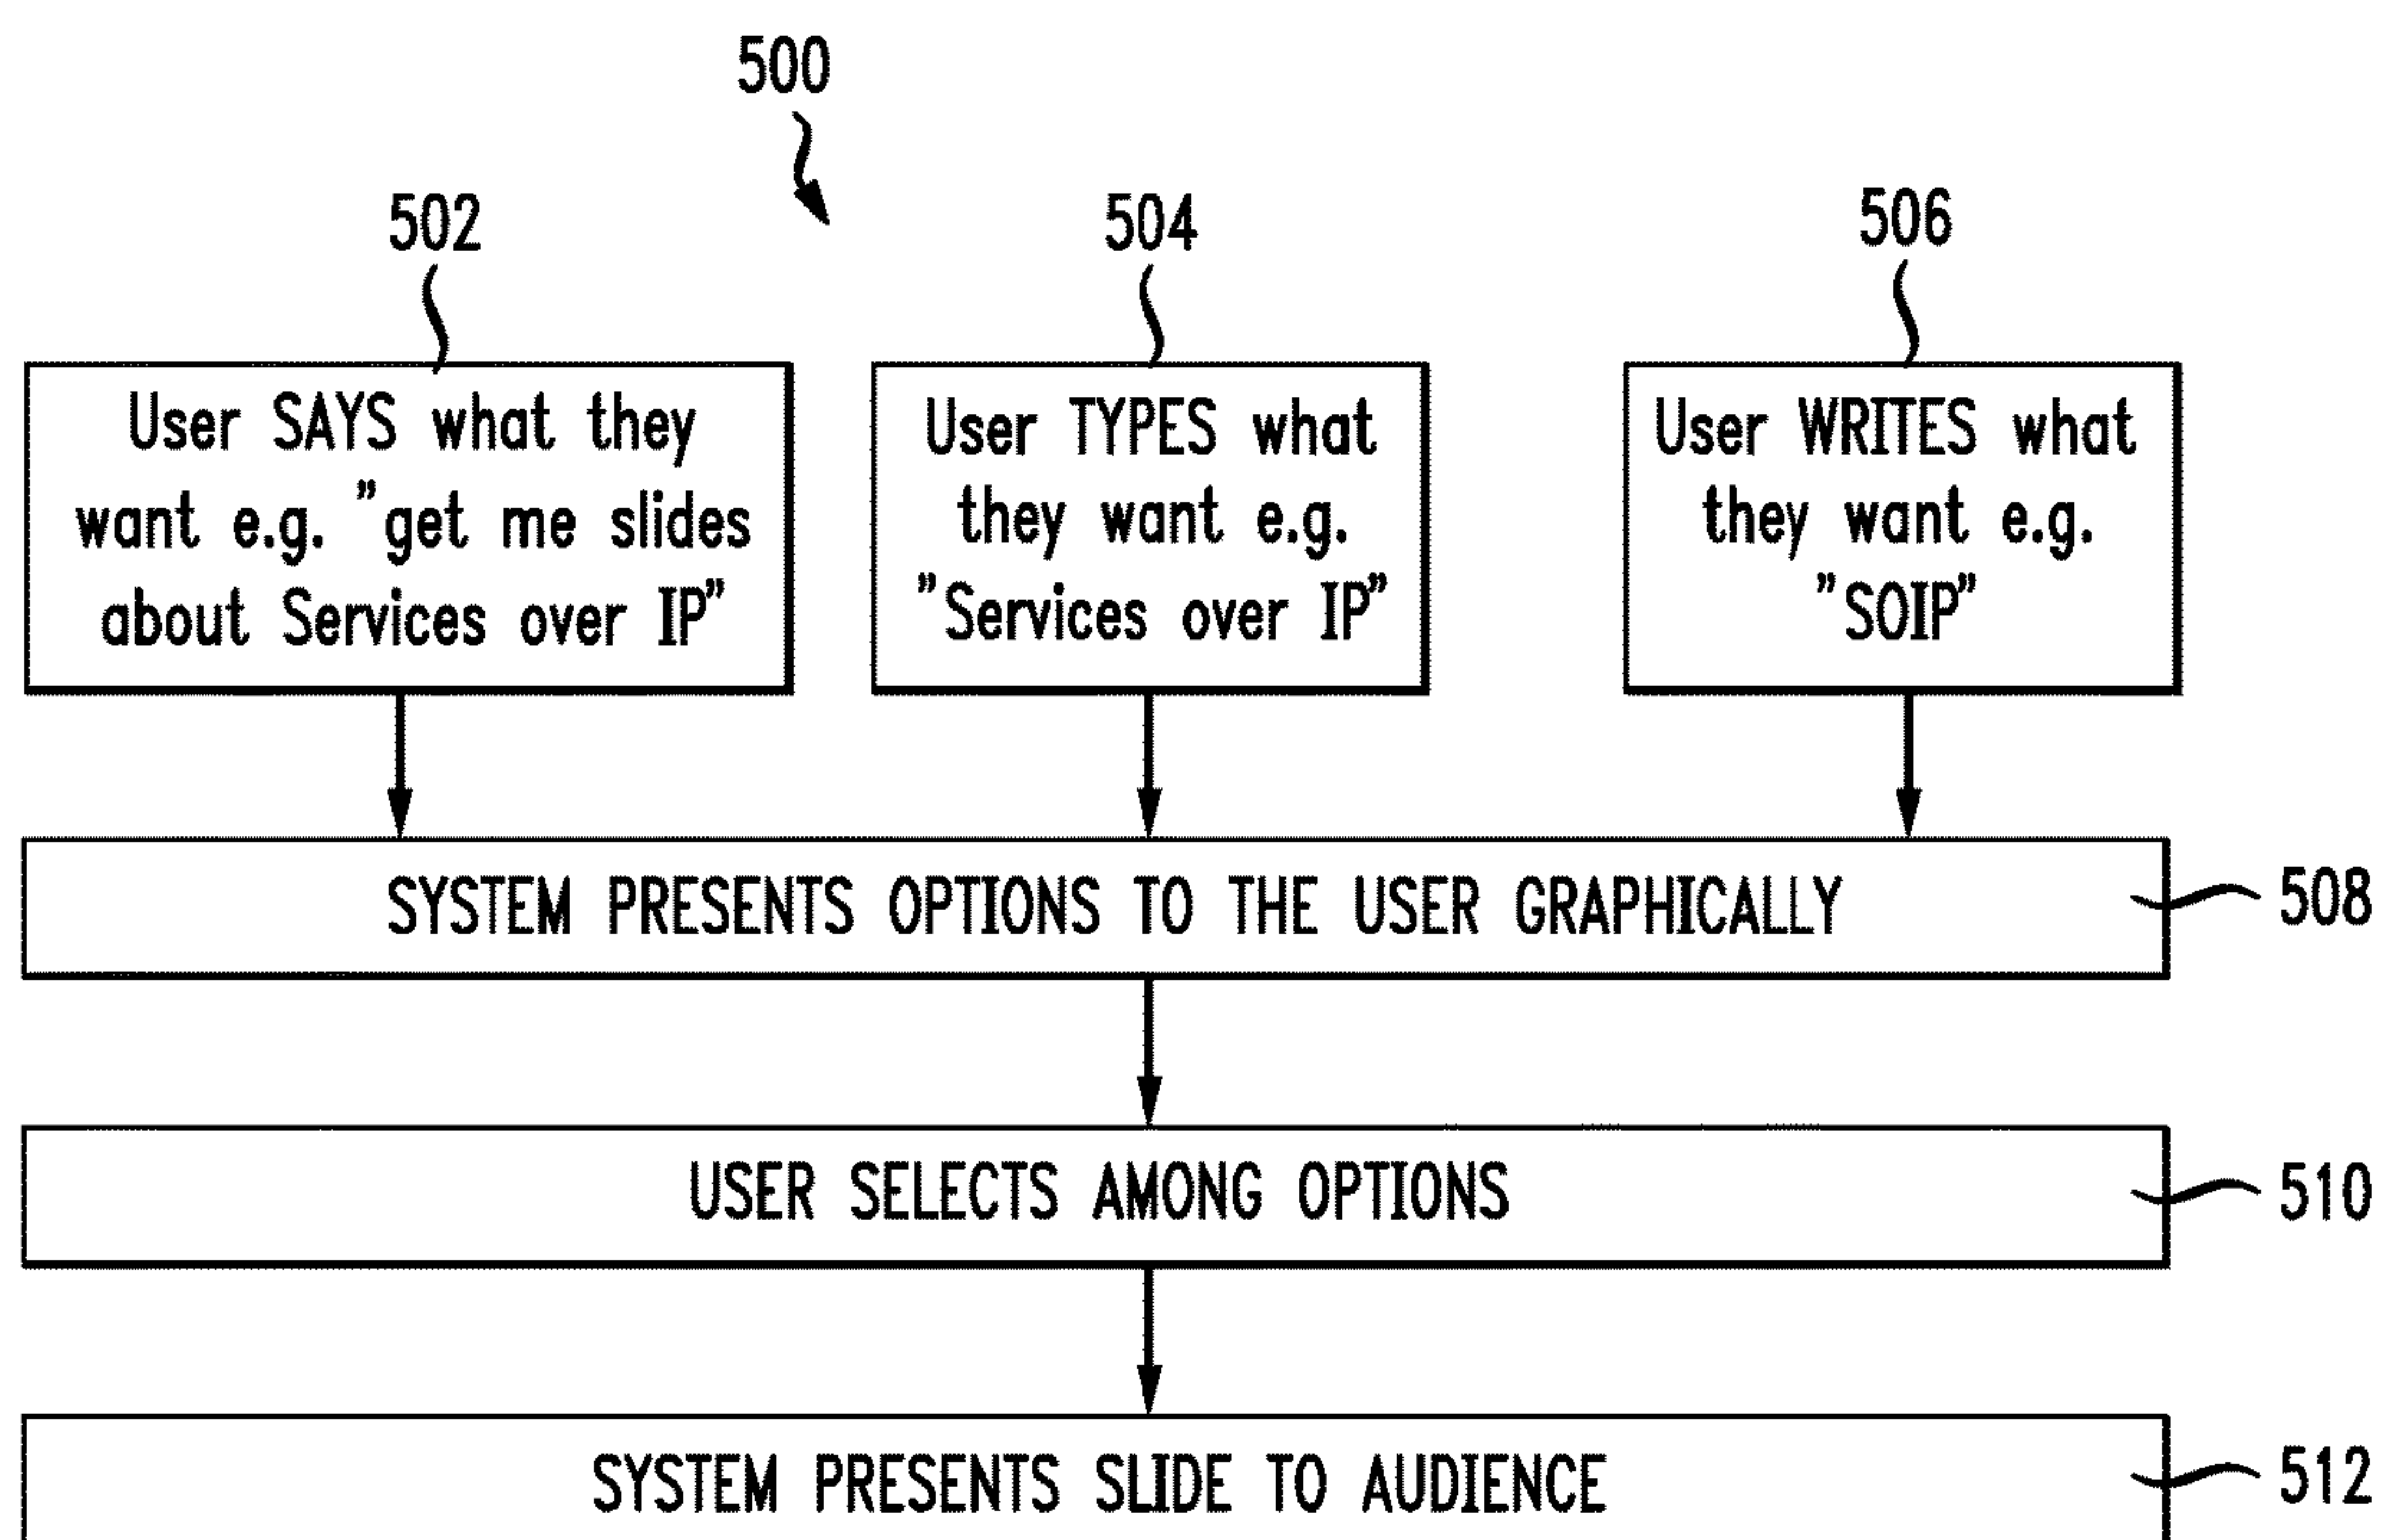 500
502
504
506
User SAYS what they
want e.g. "get me slides
about Services over IP"
User TYPES what
they want e.g.
"Services over IP"
User WRITES what
they want e.g.
"SOIP"
SYSTEM PRESENTS OPTIONS TO THE USER GRAPHICALLY
508
USER SELECTS AMONG OPTIONS
510
SYSTEM PRESENTS SLIDE TO AUDIENCE
512